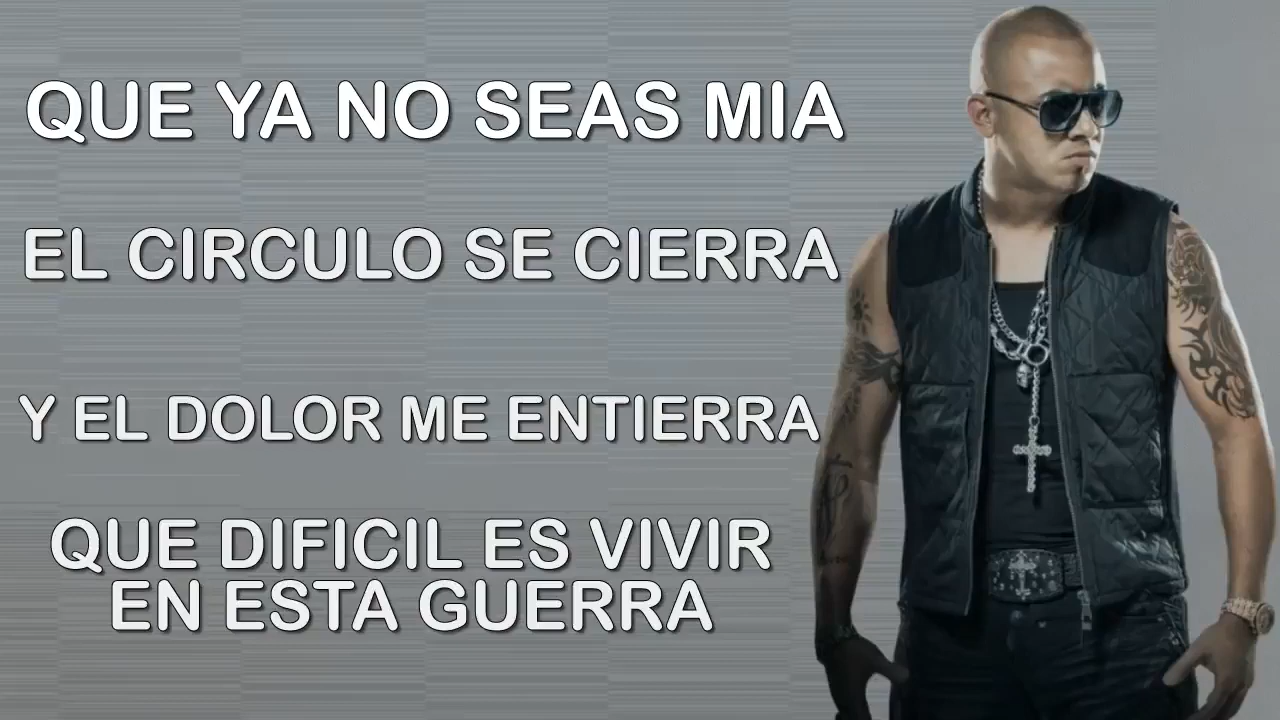 QUE YA NO SEAS MIA
EL CIRCULO SE CIERRA
Y EL DOLOR ME ENTIERRA
QUE DIFICIL ES VIVIR
EN ESTA GUERRA